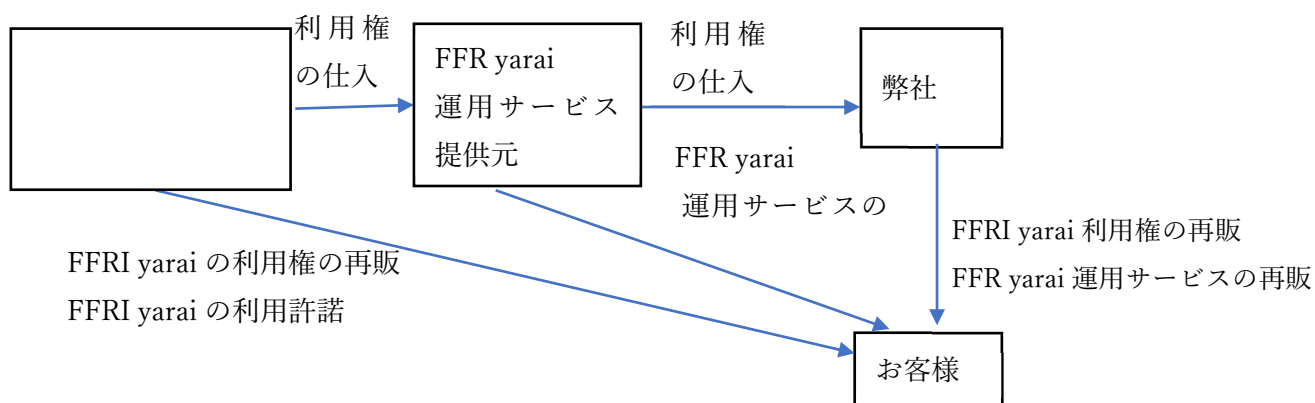 利用権
の仕入
FFR yarai
運用サービス
提供元
利用権
の仕入
弊社
FFR yarai
運用サービスの
FFRI yarai 利用権の再販
FFR yarai 運用サービスの再販
FFRI yarai の利用権の再販
FFRI yarai の利用許諾
お客様